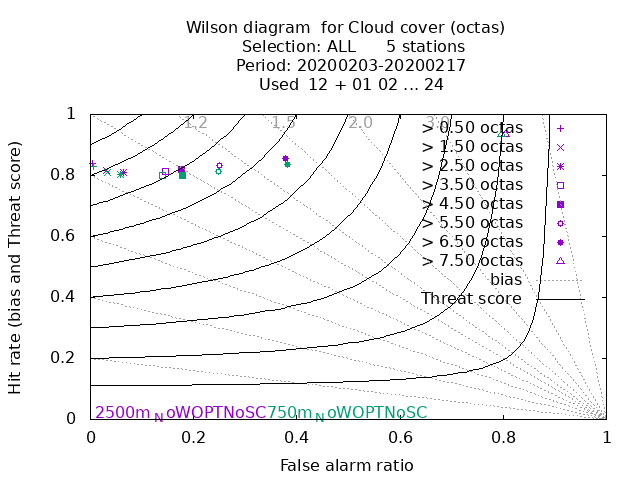 Wilson diagram  for Cloud cover (octas)
Selection: ALL      5 stations
Period: 20200203-20200217
Used  12 + 01 02 ... 24
Hit rate (bias and Threat score)
1
0.8
0.6
0.4
0.2
0
1.2
1.5
2.0
3.0
> 0.50 octas
> 1.50 octas
> 2.50 octas
> 3.50 octas
> 4.50 octas
> 5.50 octas
> 6.50 octas
> 7.50 octas
bias
Threat score
2500m NoWOPTNoSC750m NoWOPTNoSC
0 0.2 0.4 0.6 0.8 1
False alarm ratio